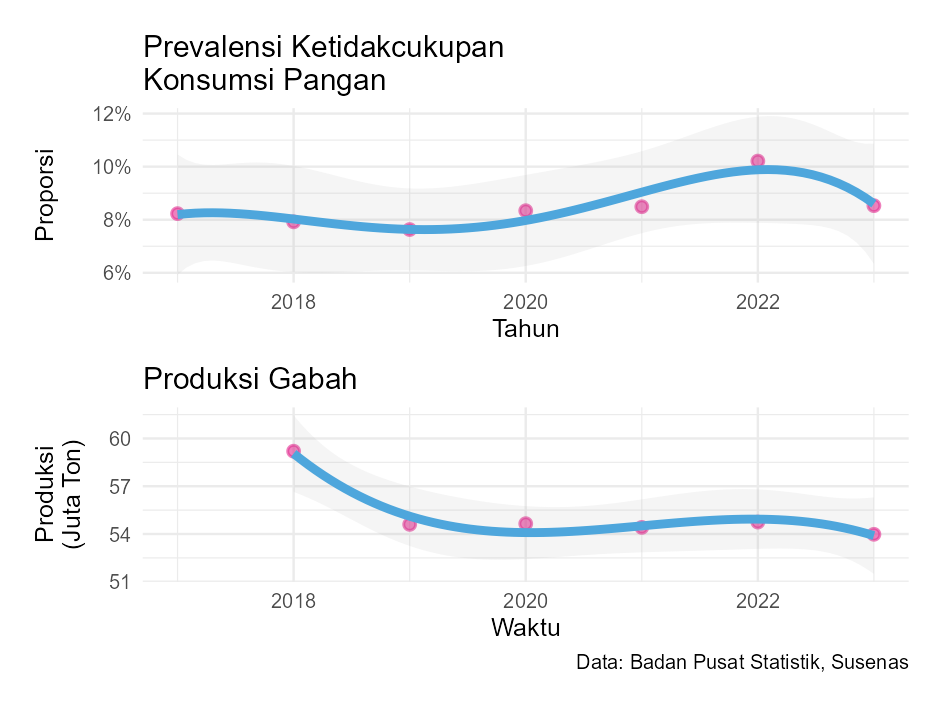 Prevalensi Ketidakcukupan
Konsumsi Pangan
12%
10%
8%
6%
Proporsi
2018
2020
2022
Tahun
Produksi Gabah
60
57
54
51
Produksi
(Juta Ton)
2018
2020
2022
Waktu
Data: Badan Pusat Statistik, Susenas